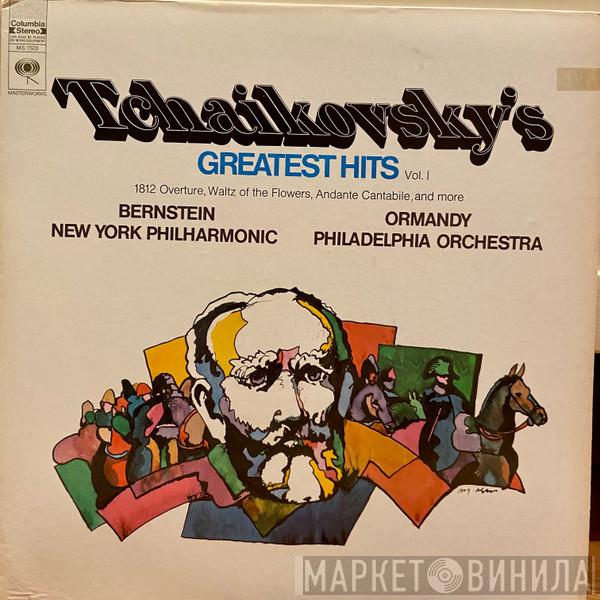 Columbia
Stereo
MS 7503
MASTERWORKS
Tchaikovsky's
GREATEST HITS Vol. I
1812 Overture, Waltz of the Flowers, Andante Cantabile, and more
BERNSTEIN
NEW YORK PHILHARMONIC
ORMANDY
PHILADELPHIA ORCHESTRA
МАРКЕТ ВИНИЛА